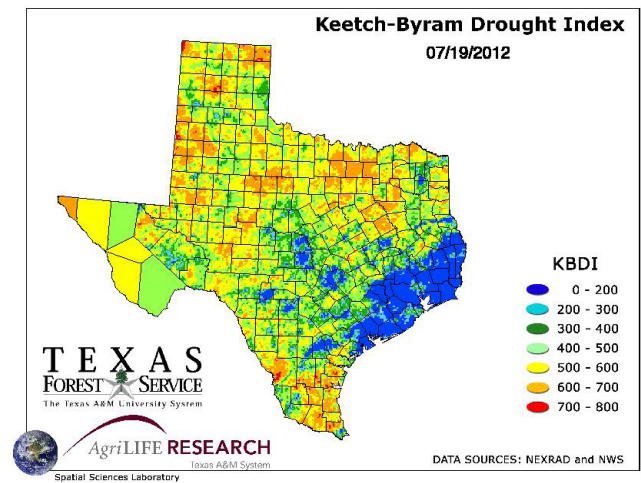 Keetch-Byram Drought Index
07/19/2012
KBDI
0 - 200
200 - 300
300 - 400
400 - 500
500 - 600
600 - 700
700 - 800
TEXAS
FOREST SERVICE
The Texas A&M University System
AgriLIFE RESEARCH
Texas A&M System
Spatial Sciences Laboratory
DATA SOURCES: NEXRAD and NWS